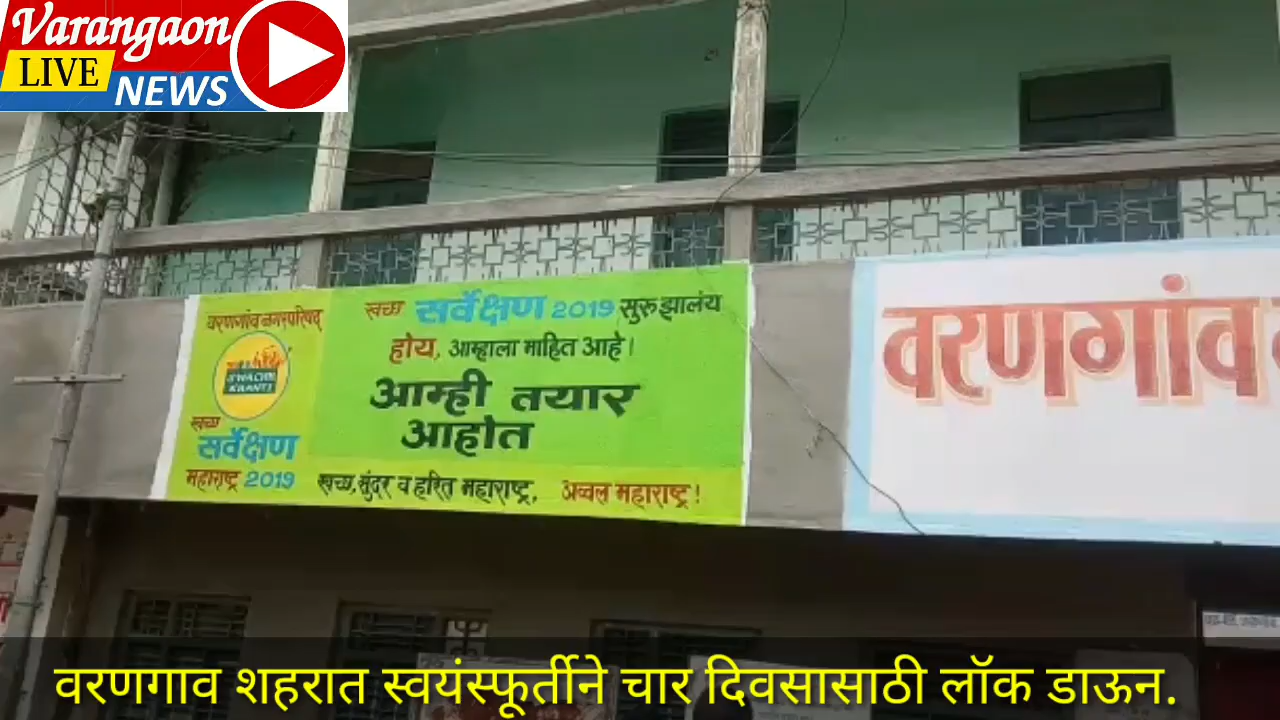 Varangaon
LIVE
NEWS
वरणगांव नगरपरिषद्
SWACHH
KRANTI
स्वच्छ
सर्वेक्षण
महाराष्ट्र 2019
स्वच्छ सर्वेक्षण 2019 सुरु झालंय
होय, आम्हाला माहित आहे!
आम्ही तयार
आहोत
स्वच्छ, सुंदर व हरित महाराष्ट्र, अव्वल महाराष्ट्र!
वरणगांव
वरणगाव शहरात स्वयंस्फूर्तीने चार दिवसासाठी लॉक डाऊन.